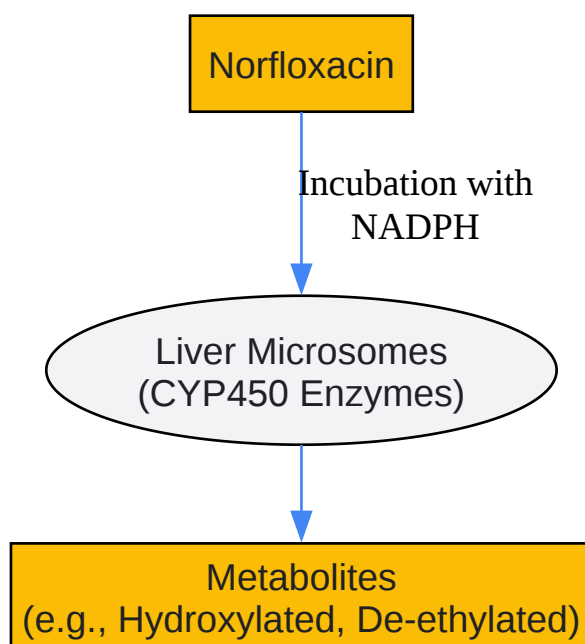 Norfloxacin
Incubation with
NADPH
Liver Microsomes
(CYP450 Enzymes)
Metabolites
(e.g., Hydroxylated, De-ethylated)